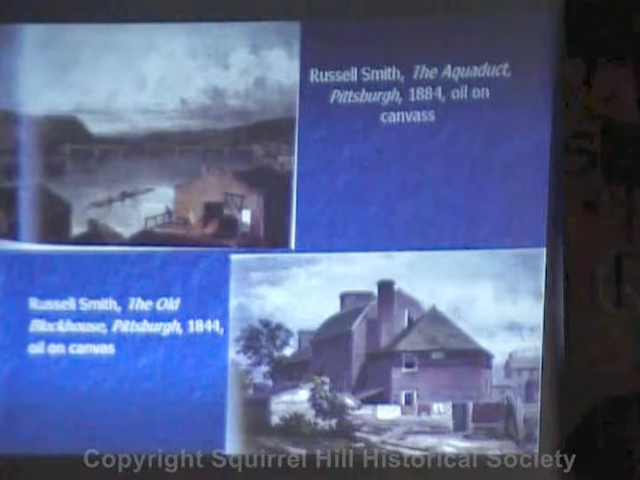 Russell Smith, The Aquaduct,
Pittsburgh, 1884, oil on
canvass
Russell Smith, The Old
Blockhouse, Pittsburgh, 1844,
oil on canvas
Copyright Squirrel Hill Historical Society